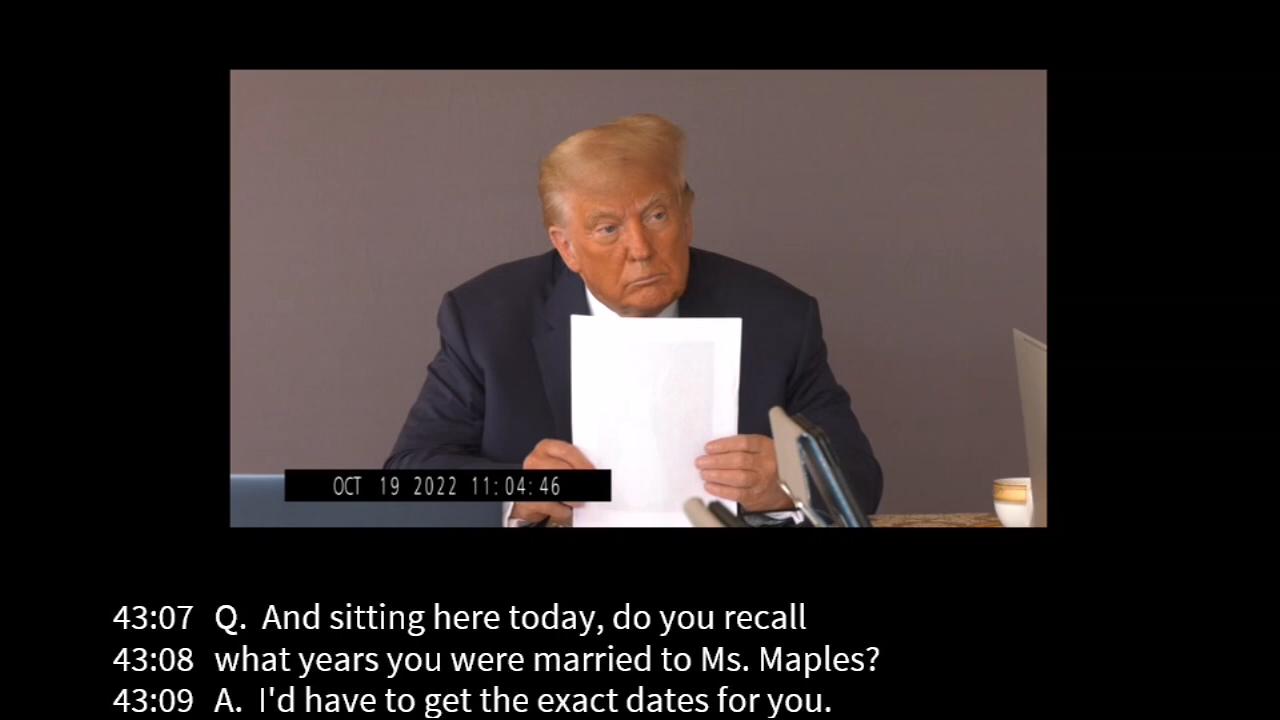 OCT 19 2022 11:04:46
43:07 Q. And sitting here today, do you recall
43:08 what years you were married to Ms. Maples?
43:09 A. I'd have to get the exact dates for you.